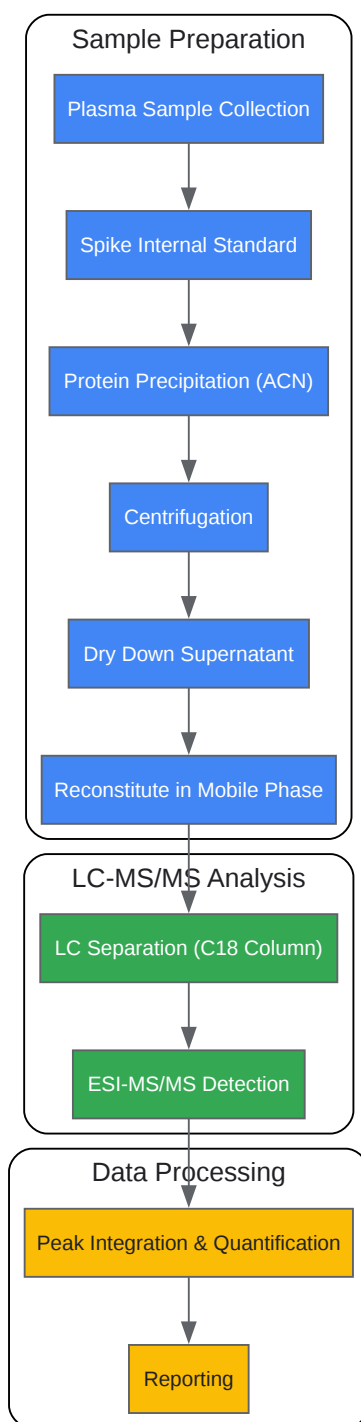 Sample Preparation
Plasma Sample Collection
Spike Internal Standard
Protein Precipitation (ACN)
Centrifugation
Dry Down Supernatant
Reconstitute in Mobile Phase
LC-MS/MS Analysis
LC Separation (C18 Column)
ESI-MS/MS Detection
Data Processing
Peak Integration & Quantification
Reporting